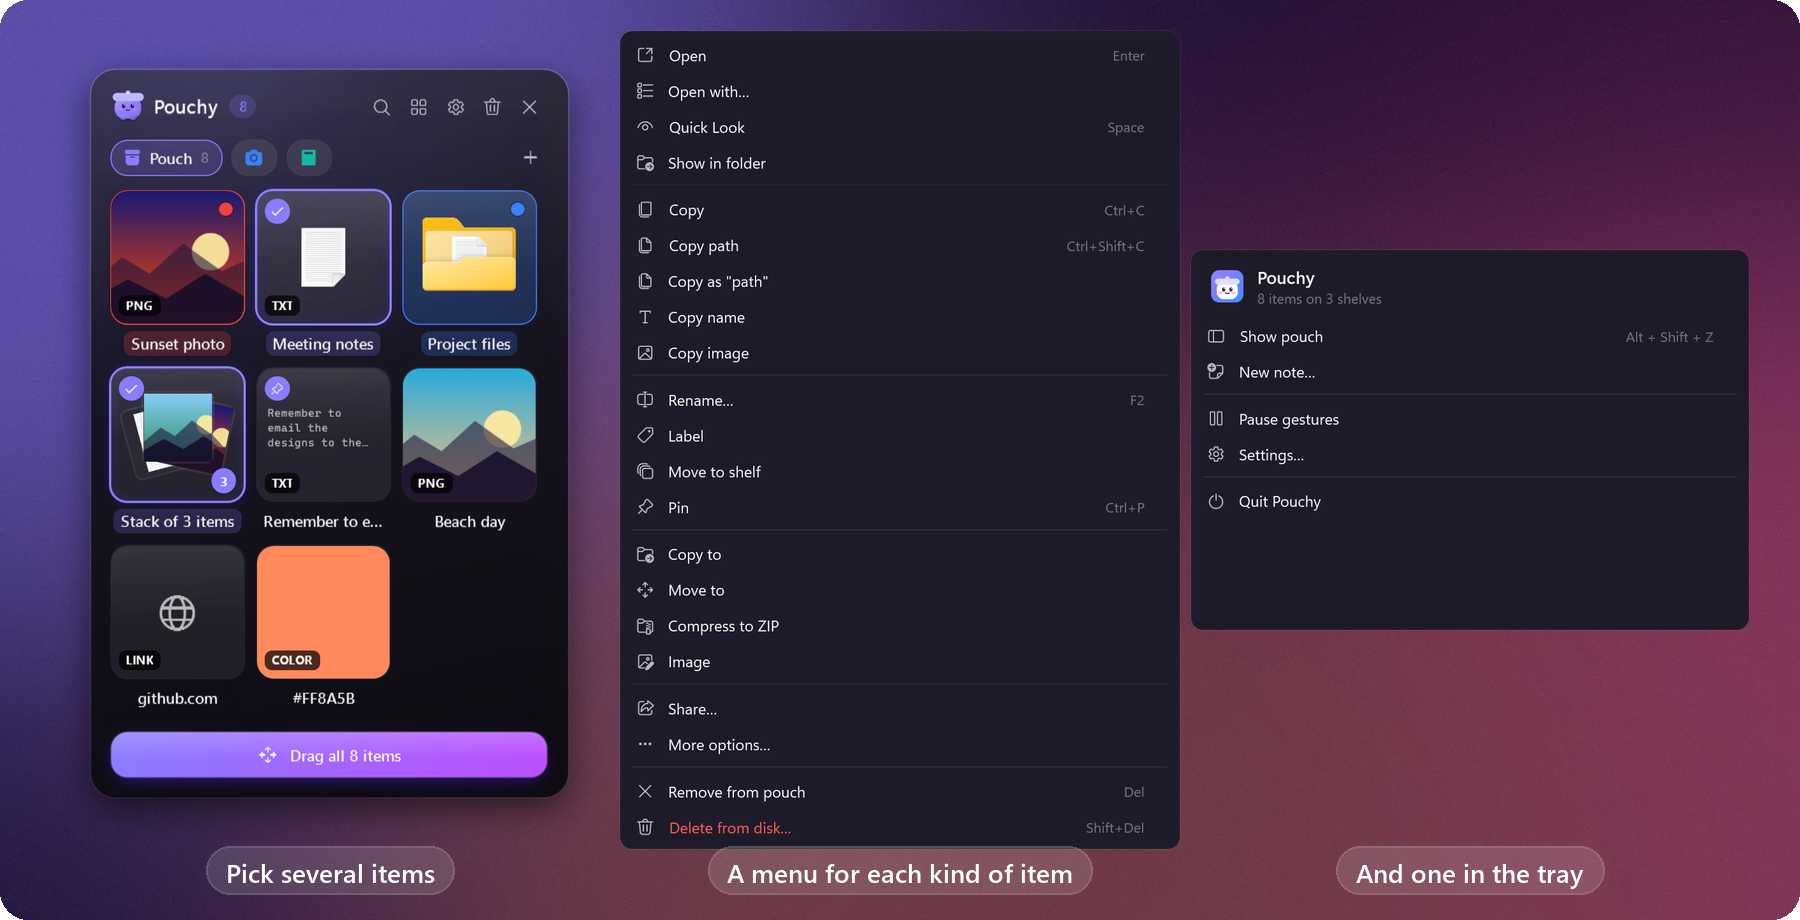 Pouchy 8
Pouch 8
PNG
TXT
Sunset photo
Meeting notes
Project files
3
Remember to
email the
designs to the…
TXT
PNG
Stack of 3 items
Remember to e...
Beach day
LINK
COLOR
github.com
#FF8A5B
Drag all 8 items
Pick several items
Open Enter
Open with...
Quick Look Space
Show in folder
Copy Ctrl+C
Copy path Ctrl+Shift+C
Copy as "path"
Copy name
Copy image
Rename... F2
Label
Move to shelf
Pin Ctrl+P
Copy to
Move to
Compress to ZIP
Image
Share...
More options...
Remove from pouch Del
Delete from disk... Shift+Del
A menu for each kind of item
Pouchy
8 items on 3 shelves
Show pouch Alt + Shift + Z
New note...
Pause gestures
Settings...
Quit Pouchy
And one in the tray